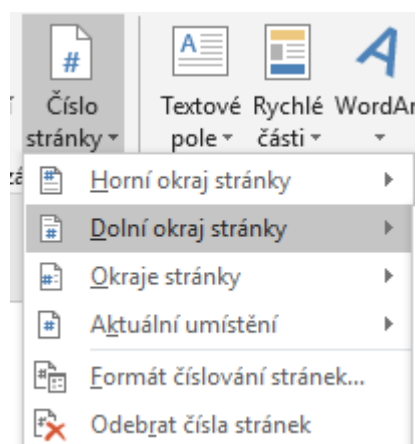 Číslo
stránky
Textové
pole
Rychlé
části
Horní okraj stránky
Dolní okraj stránky
Okraje stránky
Aktuální umístění
Formát číslování stránek...
Odebrat čísla stránek